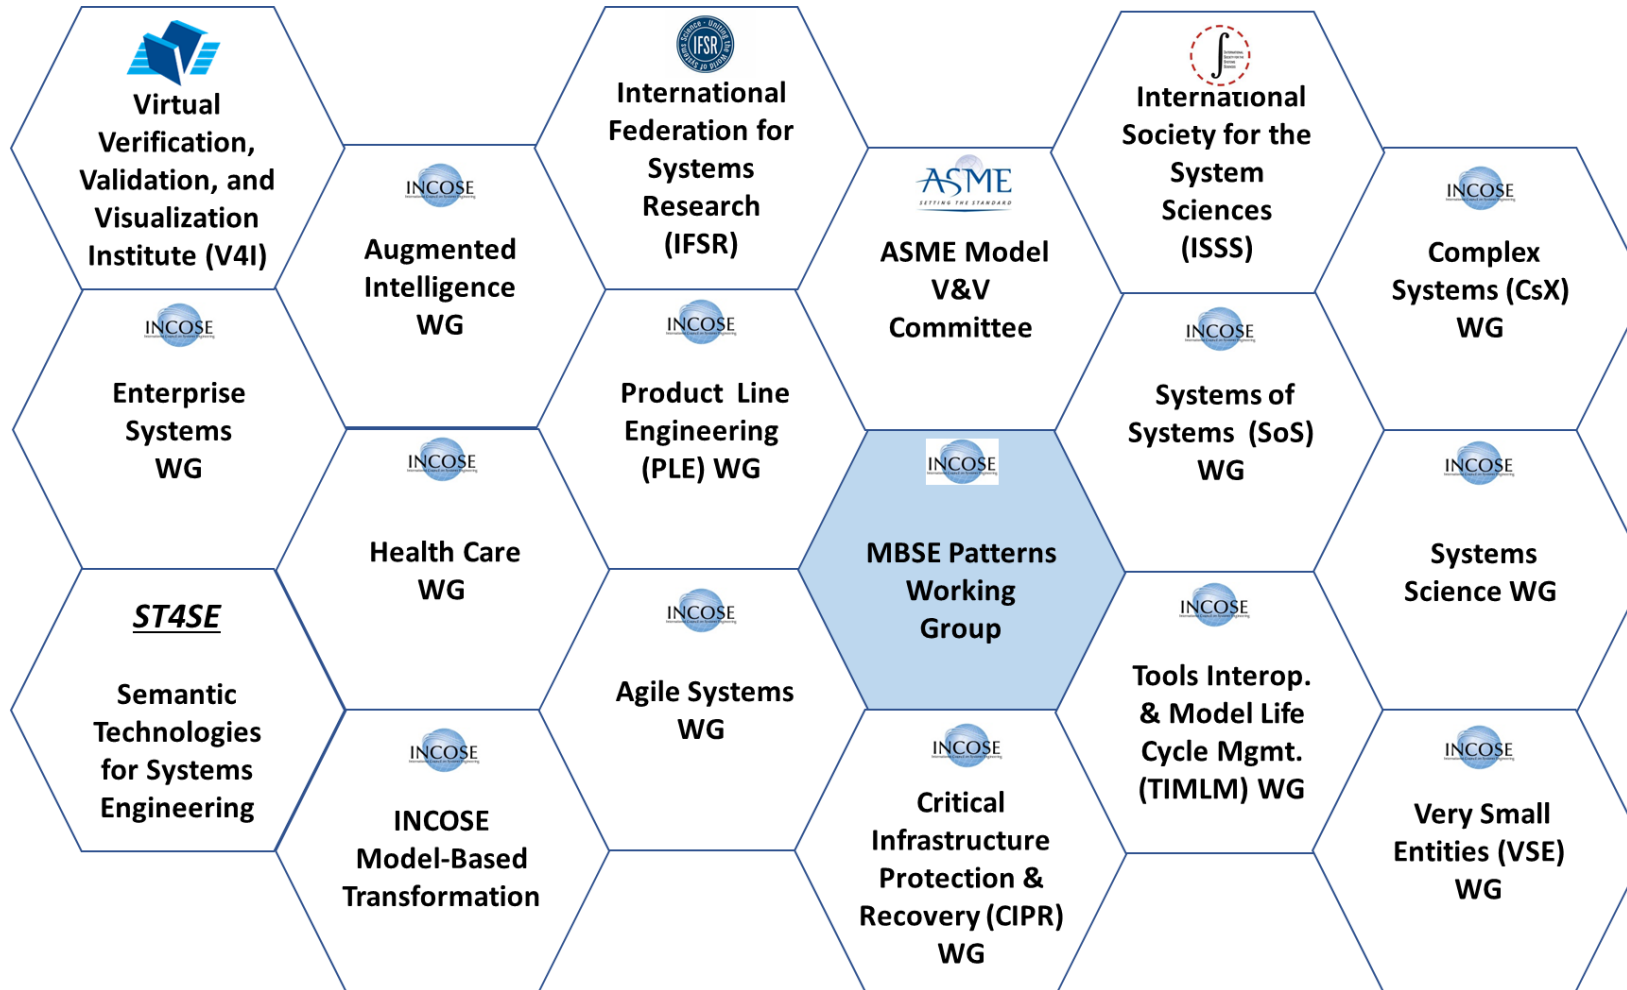 Virtual
Verification,
Validation, and
Visualization
Institute (V4I)
INCOSE
Enterprise
Systems
WG
ST4SE
Semantic
Technologies
for Systems
Engineering
INCOSE
Augmented
Intelligence
WG
INCOSE
Health Care
WG
INCOSE
INCOSE
Model-Based
Transformation
IFSR
International
Federation for
Systems
Research
(IFSR)
INCOSE
Product Line
Engineering
(PLE) WG
INCOSE
Agile Systems
WG
ASME
SETTING THE STANDARD
ASME Model
V&V
Committee
INCOSE
MBSE Patterns
Working
Group
INCOSE
Critical
Infrastructure
Protection &
Recovery (CIPR)
WG
International
Society for the
System
Sciences
(ISSS)
INCOSE
Systems of
Systems (SoS)
WG
INCOSE
Tools Interop.
& Model Life
Cycle Mgmt.
(TIMLM) WG
INCOSE
Complex
Systems (CsX)
WG
INCOSE
Systems
Science WG
INCOSE
Very Small
Entities (VSE)
WG